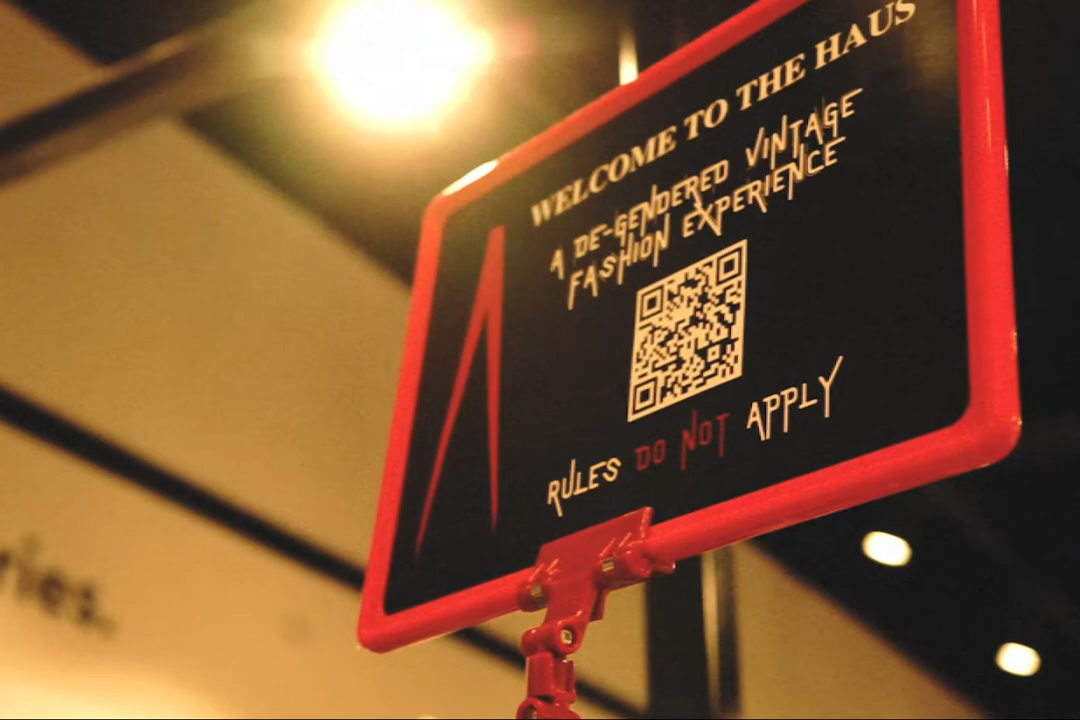 WELCOME TO THE HAUS
A DE-GENDERED VINTAGE
FASHION EXPERIENCE
RULES DO NOT APPLY